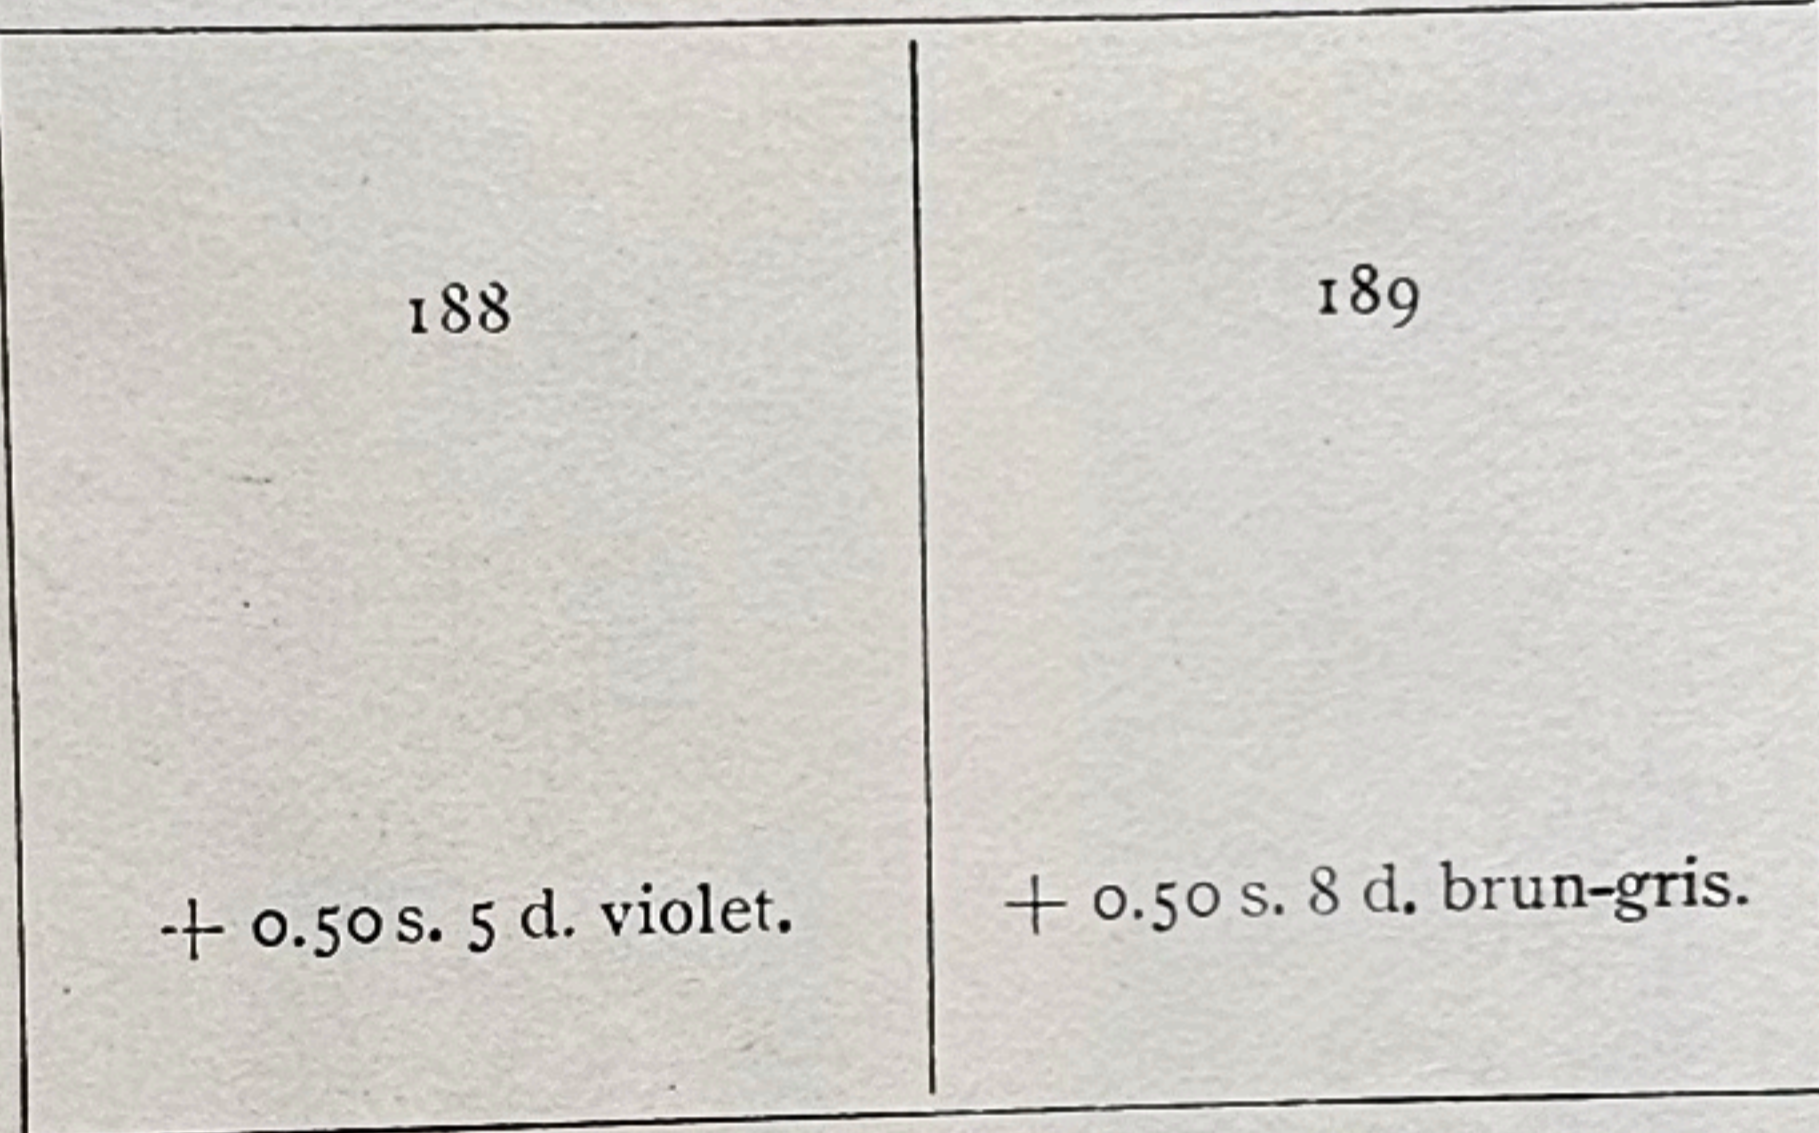 188
+ 0.50 s. 5 d. violet.
189
+ 0.50 s. 8 d. brun-gris.